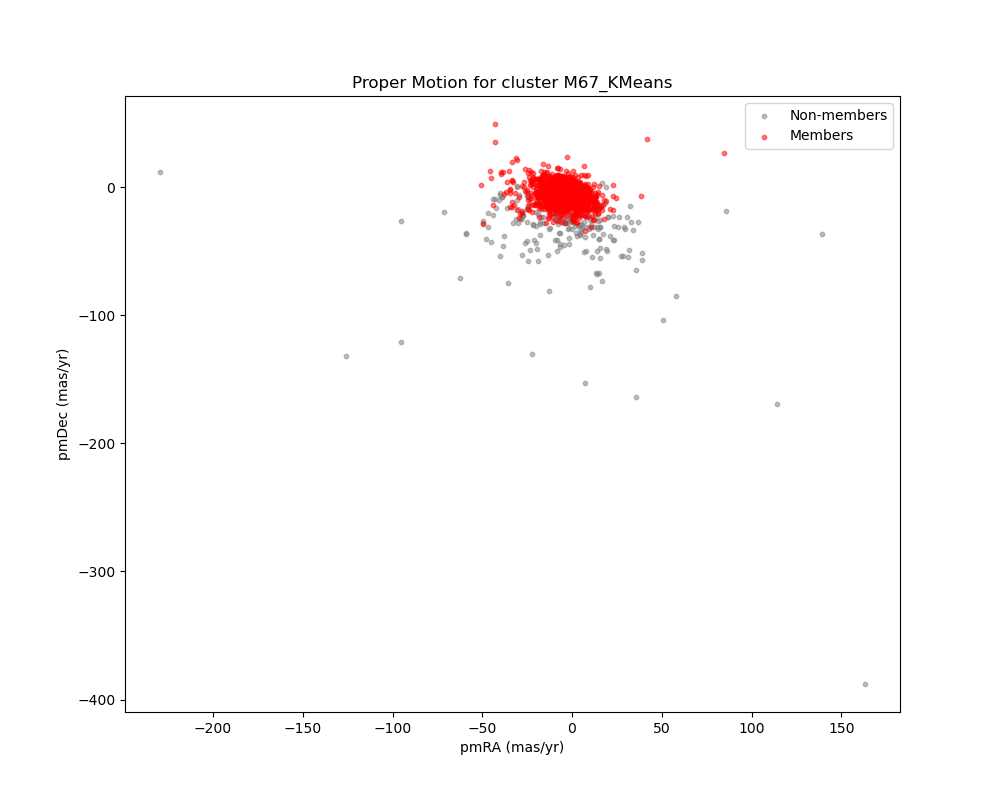 Proper Motion for cluster M67_KMeans
Non-members
Members
pmDec (mas/yr)
0
−100
−200
−300
−400
−200
−150
−100
−50
0
50
100
150
pmRA (mas/yr)